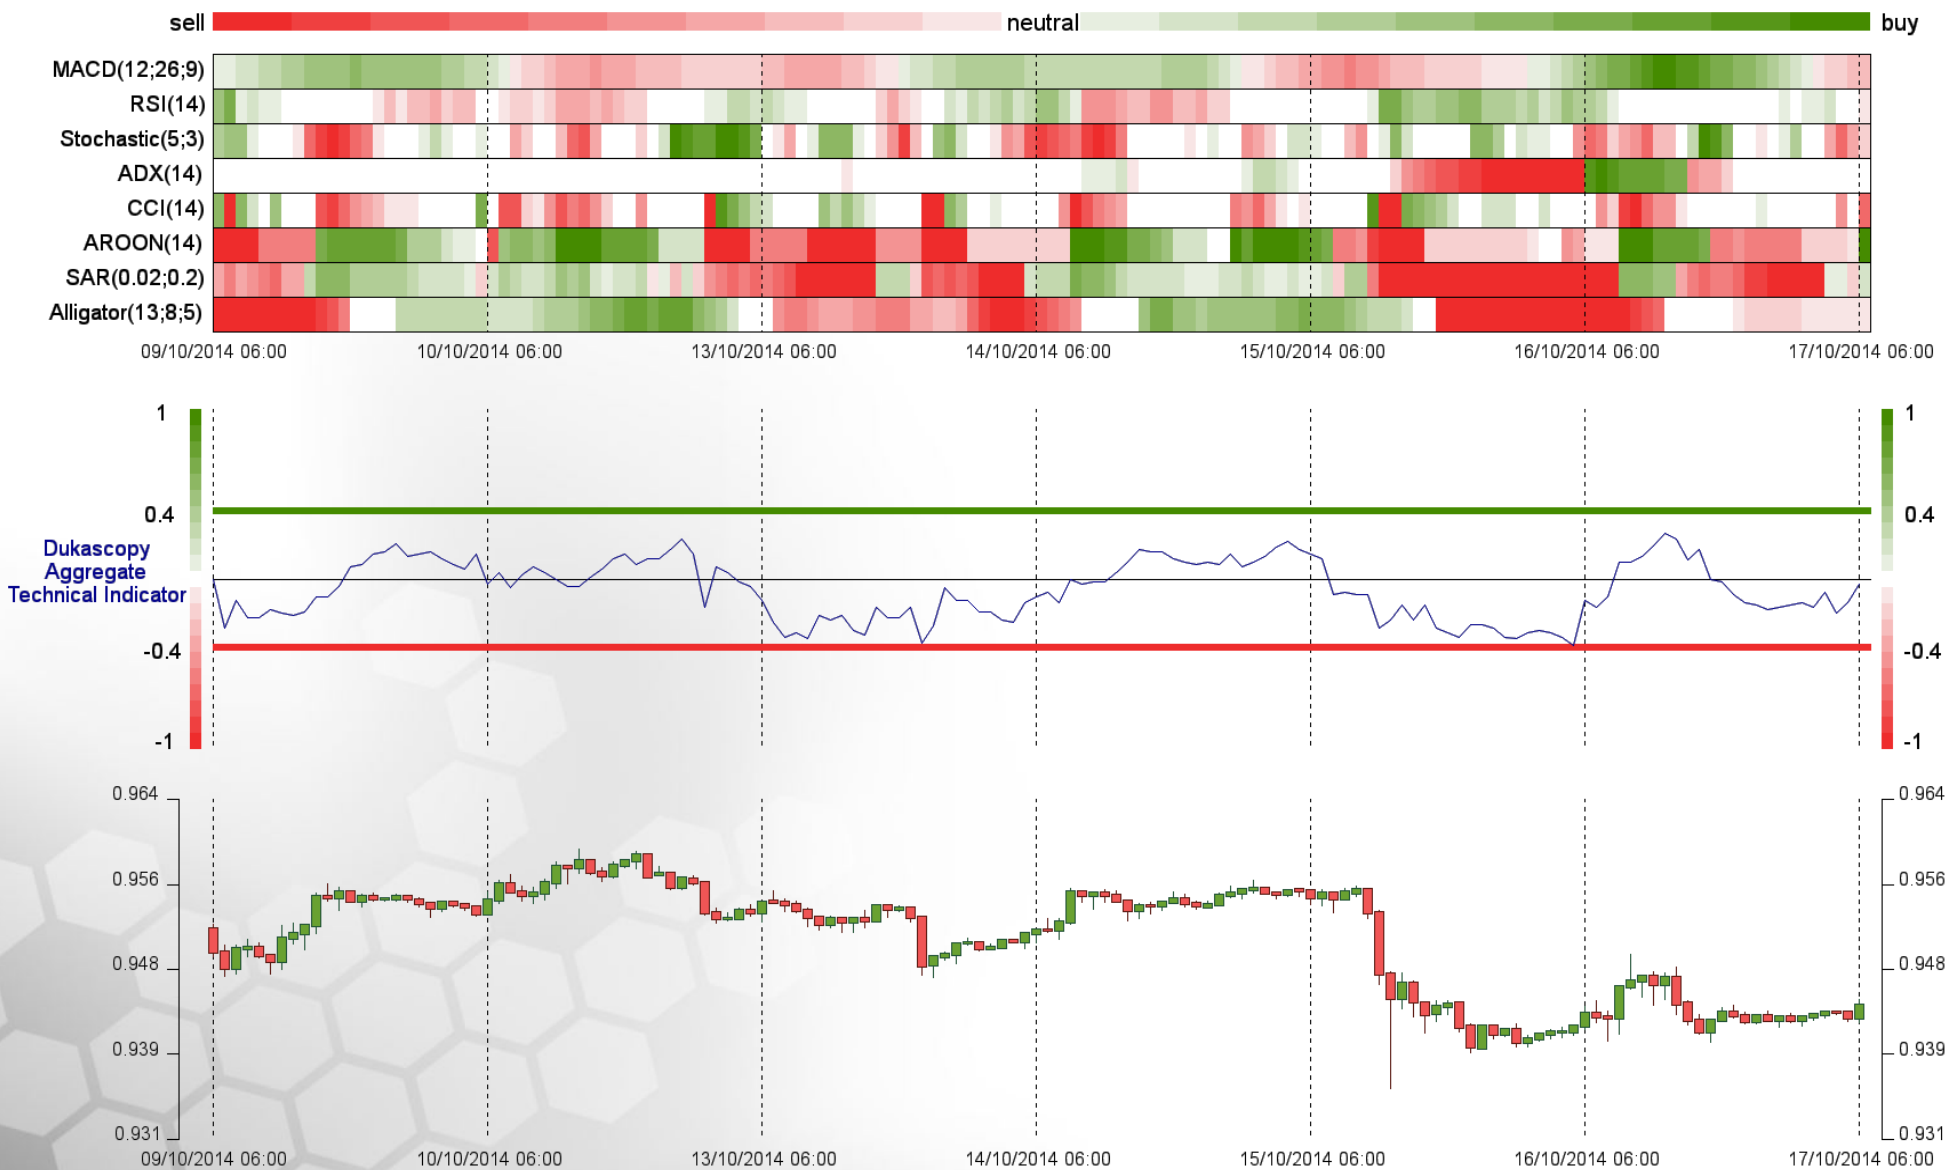 sell neutral buy
MACD(12;26;9)
RSI(14)
Stochastic(5;3)
ADX(14)
CCI(14)
AROON(14)
SAR(0.02;0.2)
Alligator(13;8;5)
09/10/2014 06:00 10/10/2014 06:00 13/10/2014 06:00 14/10/2014 06:00 15/10/2014 06:00 16/10/2014 06:00 17/10/2014 06:00
1 1
0.4 0.4
Dukascopy
Aggregate
Technical Indicator
-0.4 -0.4
-1 -1
0.964 0.964
0.956 0.956
0.948 0.948
0.939 0.939
0.931 0.931
09/10/2014 06:00 10/10/2014 06:00 13/10/2014 06:00 14/10/2014 06:00 15/10/2014 06:00 16/10/2014 06:00 17/10/2014 06:00